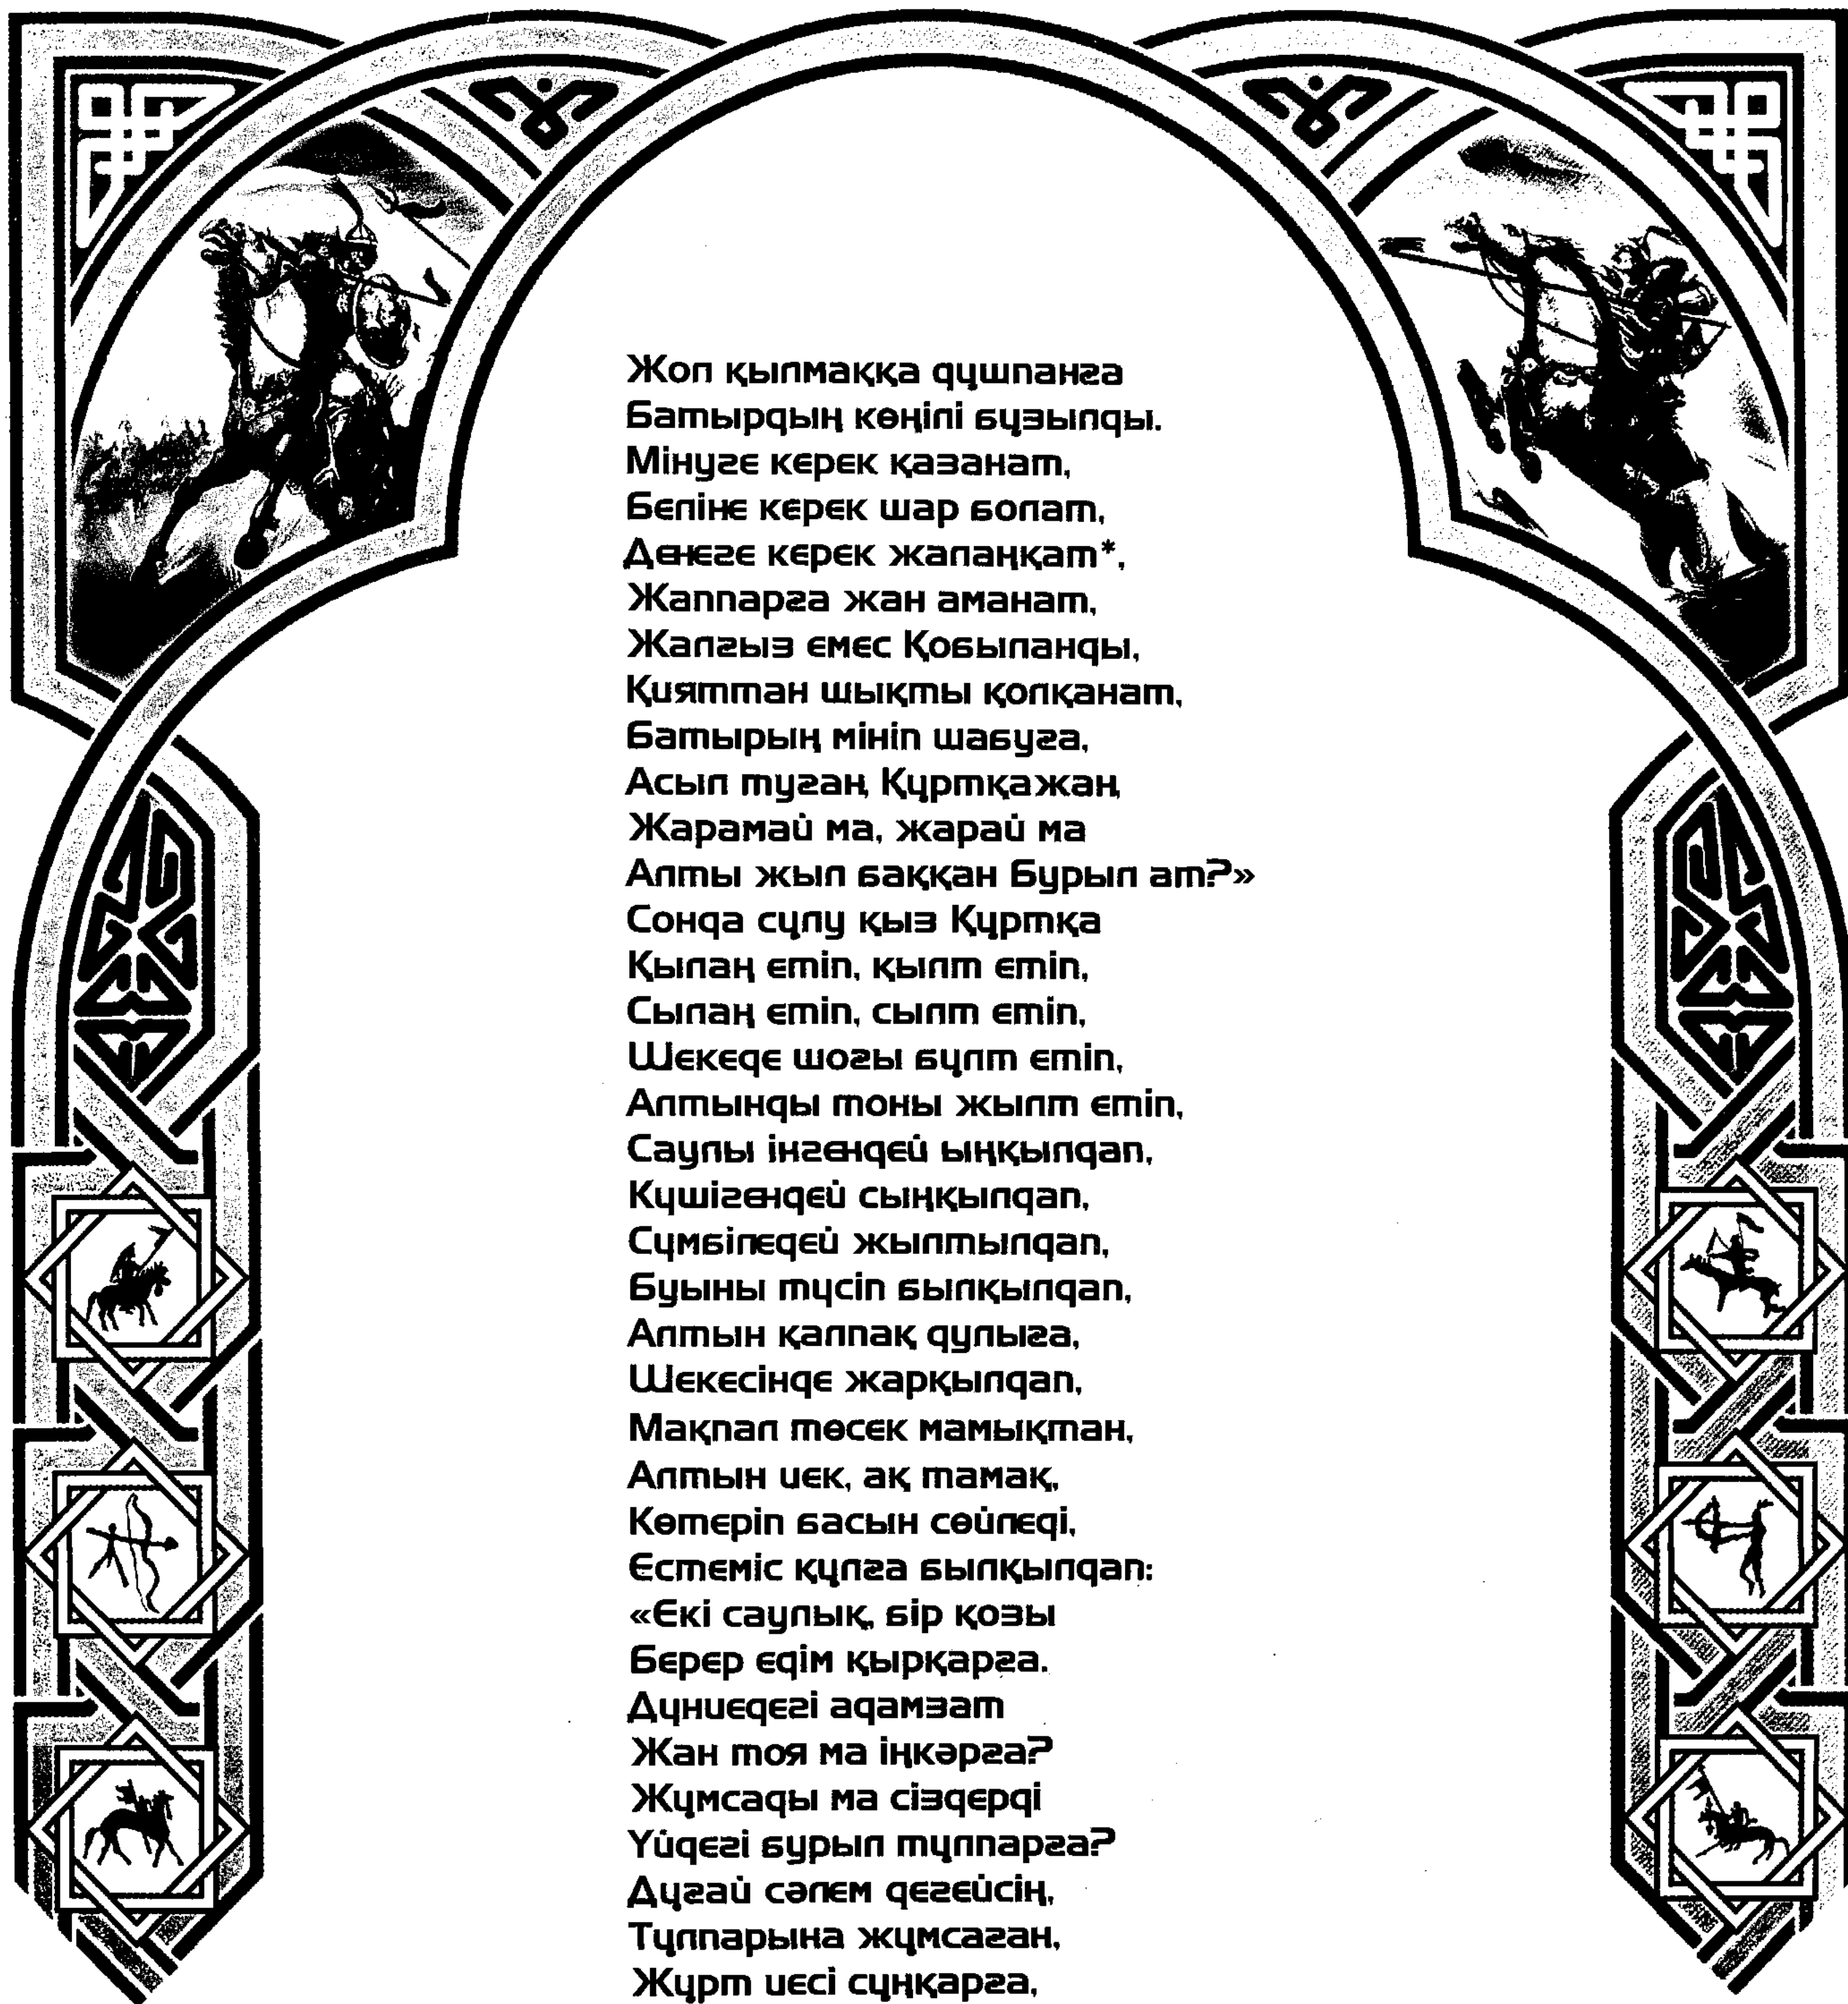 Жол қылмаққа дұшпанға
Батырдың көңілі бұзылды.
Мінуге керек қазанат,
Беліне керек шар болат,
Денеге керек жалаңқат*,
Жаппарға жан аманат,
Жалғыз емес Қобыланды,
Қияттан шықты қолқанат,
Батырың мініп шабуға,
Асыл туған, Құртқажан,
Жарамай ма, жарай ма
Алты жыл баққан Бурыл ат?»
Сонда сұлу қыз Құртқа
Қылаң етіп, қылт етіп,
Сылаң етіп, сылт етіп,
Шекеде шоғы бұлт етіп,
Алтынды тоны жылт етіп,
Саулы інгендей ыңқылдап,
Күшігендей сыңқылдап,
Сүмбіледей жылтылдап,
Буыны түсіп былқылдап,
Алтын қалпақ дулыға,
Шекесінде жарқылдап,
Мақпал төсек мамықтан,
Алтын иек, ақ тамақ,
Көтеріп басын сөйледі,
Естеміс құлға былқылдап:
«Екі саулық, бір қозы
Берер едім қырқарға.
Дүниедегі адамзат
Жан тоя ма іңкәрға?
Жұмсады ма сіздерді
Үйдегі бурыл тұлпарға?
Дұғай сәлем дегейсің,
Тұлпарына жұмсаған,
Жұрт иесі сұңқарға,